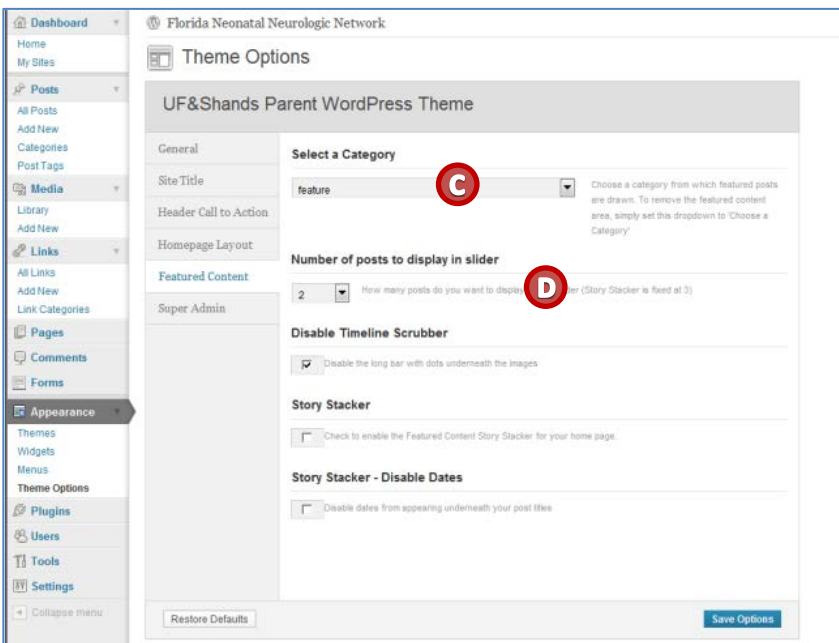 Dashboard
Home
My Sites
Posts
All Posts
Add New
Categories
Post Tags
Media
Library
Add New
Links
All Links
Add New
Link Categories
Pages
Comments
Forms
Appearance
Themes
Widgets
Menus
Theme Options
Plugins
Users
Tools
Settings
Collapse menu
Florida Neonatal Neurologic Network
Theme Options
UF&Shands Parent WordPress Theme
General
Site Title
Header Call to Action
Homepage Layout
Featured Content
Super Admin
Select a Category
feature
C
Choose a category from which featured posts
are drawn. To remove the featured content
area, simply set this dropdown to 'Choose a
Category'
Number of posts to display in slider
2
How many posts do you want to display D (Story Stacker is fixed at 3)
Disable Timeline Scrubber
Disable the long bar with dots underneath the images
Story Stacker
Check to enable the Featured Content Story Stacker for your home page.
Story Stacker - Disable Dates
Disable dates from appearing underneath your post titles
Restore Defaults
Save Options